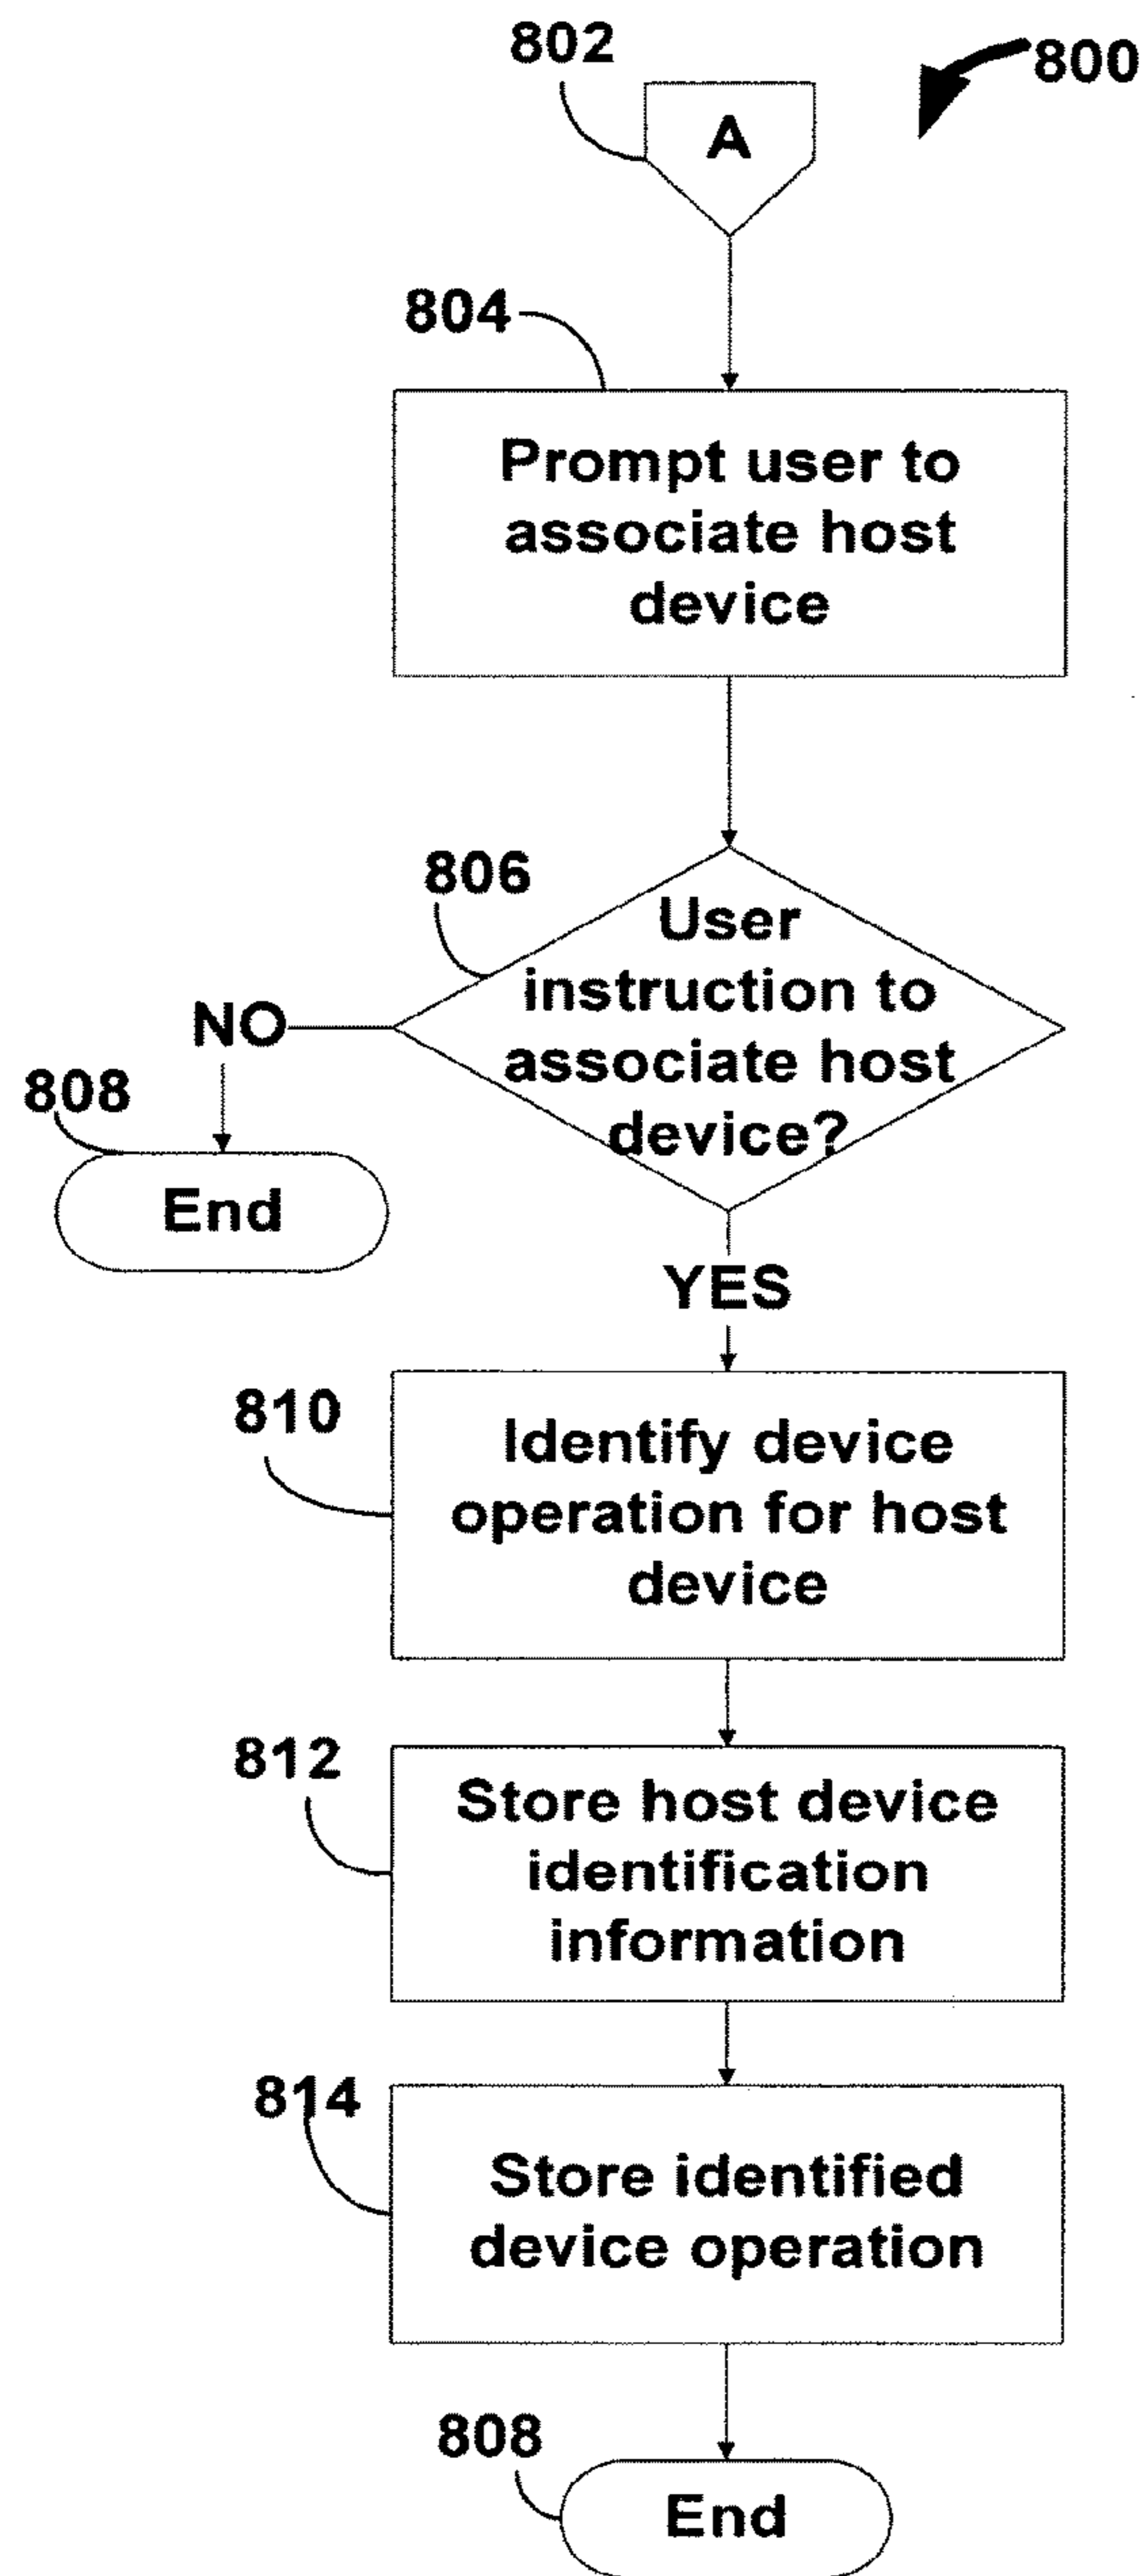 802
800
A
804
Prompt user to
associate host
device
806
User
instruction to
associate host
device?
NO
808
End
YES
810
Identify device
operation for host
device
812
Store host device
identification
information
814
Store identified
device operation
808
End